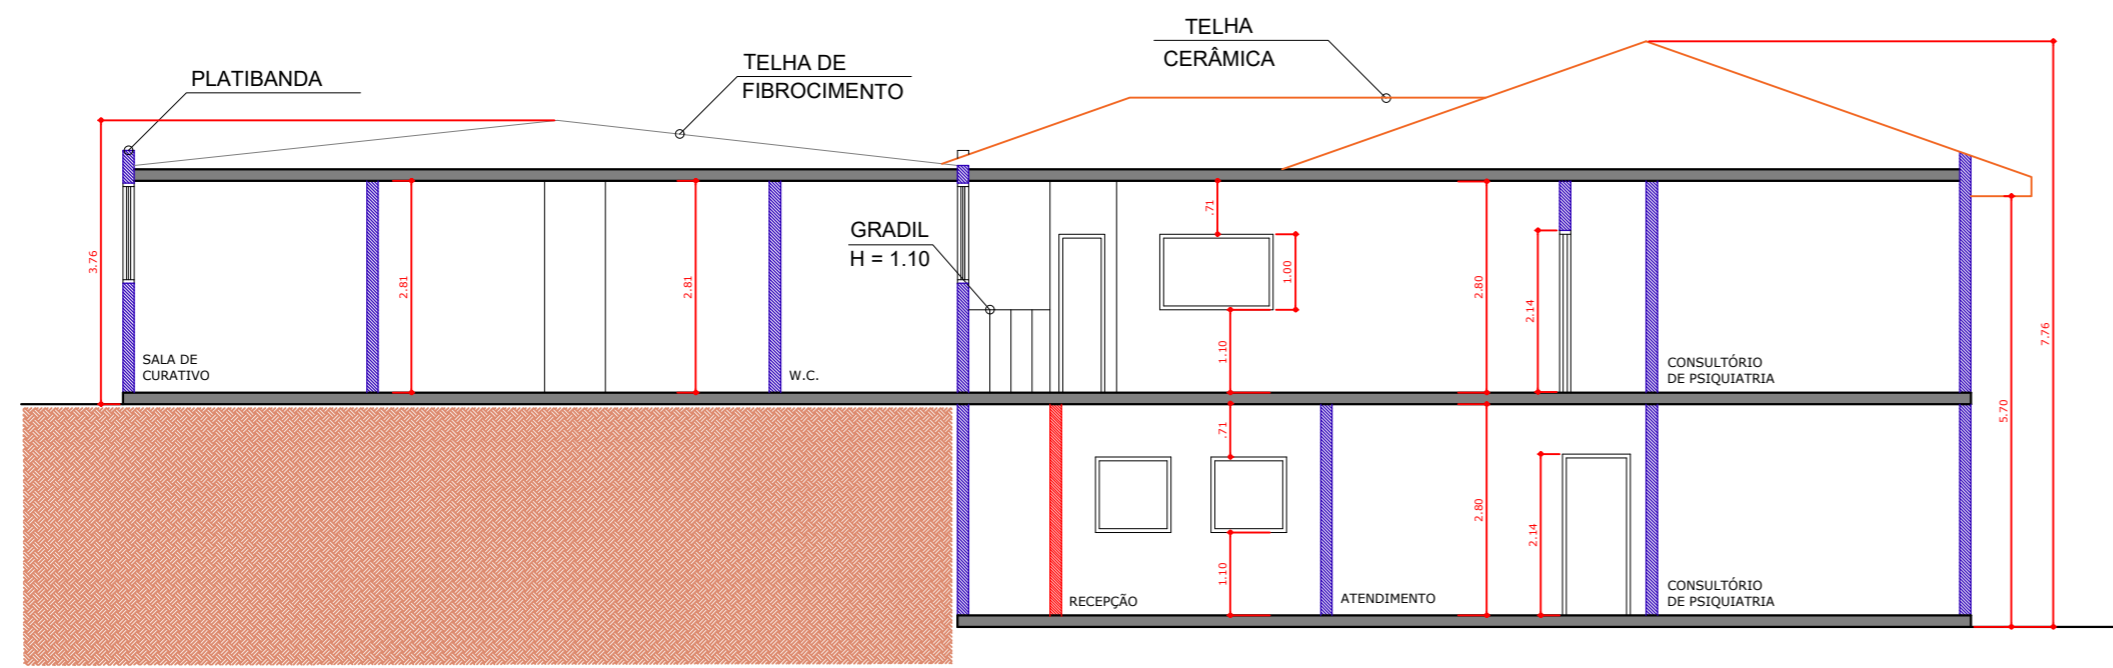 PLATIBANDA
TELHA DE
FIBROCIMENTO
TELHA
CERÂMICA
GRADIL
H = 1.10
3.76
2.81
2.81
.71
1.00
1.10
2.80
2.14
7.76
5.70
SALA DE
CURATIVO
W.C.
CONSULTÓRIO
DE PSIQUIATRIA
.71
1.10
2.80
2.14
RECEPÇÃO
ATENDIMENTO
CONSULTÓRIO
DE PSIQUIATRIA